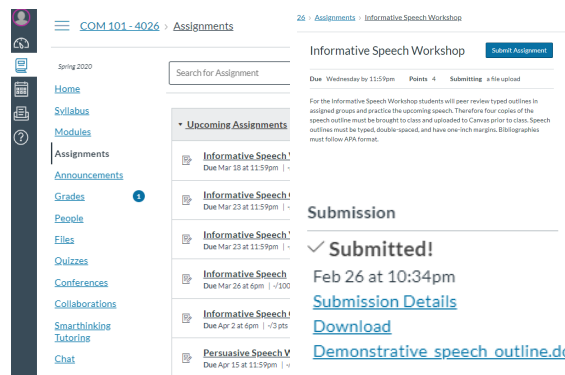 COM 101 - 4026 › Assignments
Spring 2020
Home
Syllabus
Modules
Assignments
Announcements
Grades 1
People
Files
Quizzes
Conferences
Collaborations
Smarthinking
Tutoring
Chat
Search for Assignment
Upcoming Assignments
Informative Speech
Due Mar 18 at 11:59pm | -
Informative Speech
Due Mar 23 at 11:59pm | -
Informative Speech
Due Mar 23 at 11:59pm | -
Informative Speech
Due Mar 26 at 6pm | -/100
Informative Speech
Due Apr 2 at 6pm | -/3 pts
Persuasive Speech
Due Apr 15 at 11:59pm | -/
26 › Assignments › Informative Speech Workshop
Informative Speech Workshop
Submit Assignment
Due Wednesday by 11:59pm Points 4 Submitting a file upload
For the Informative Speech Workshop students will peer review typed outlines in
assigned groups and practice the upcoming speech. Therefore four copies of the
speech outline must be brought to class and uploaded to Canvas prior to class. Speech
outlines must be typed, double-spaced, and have one-inch margins. Bibliographies
must follow APA format.
Submission
✓ Submitted!
Feb 26 at 10:34pm
Submission Details
Download
Demonstrative speech outline.do